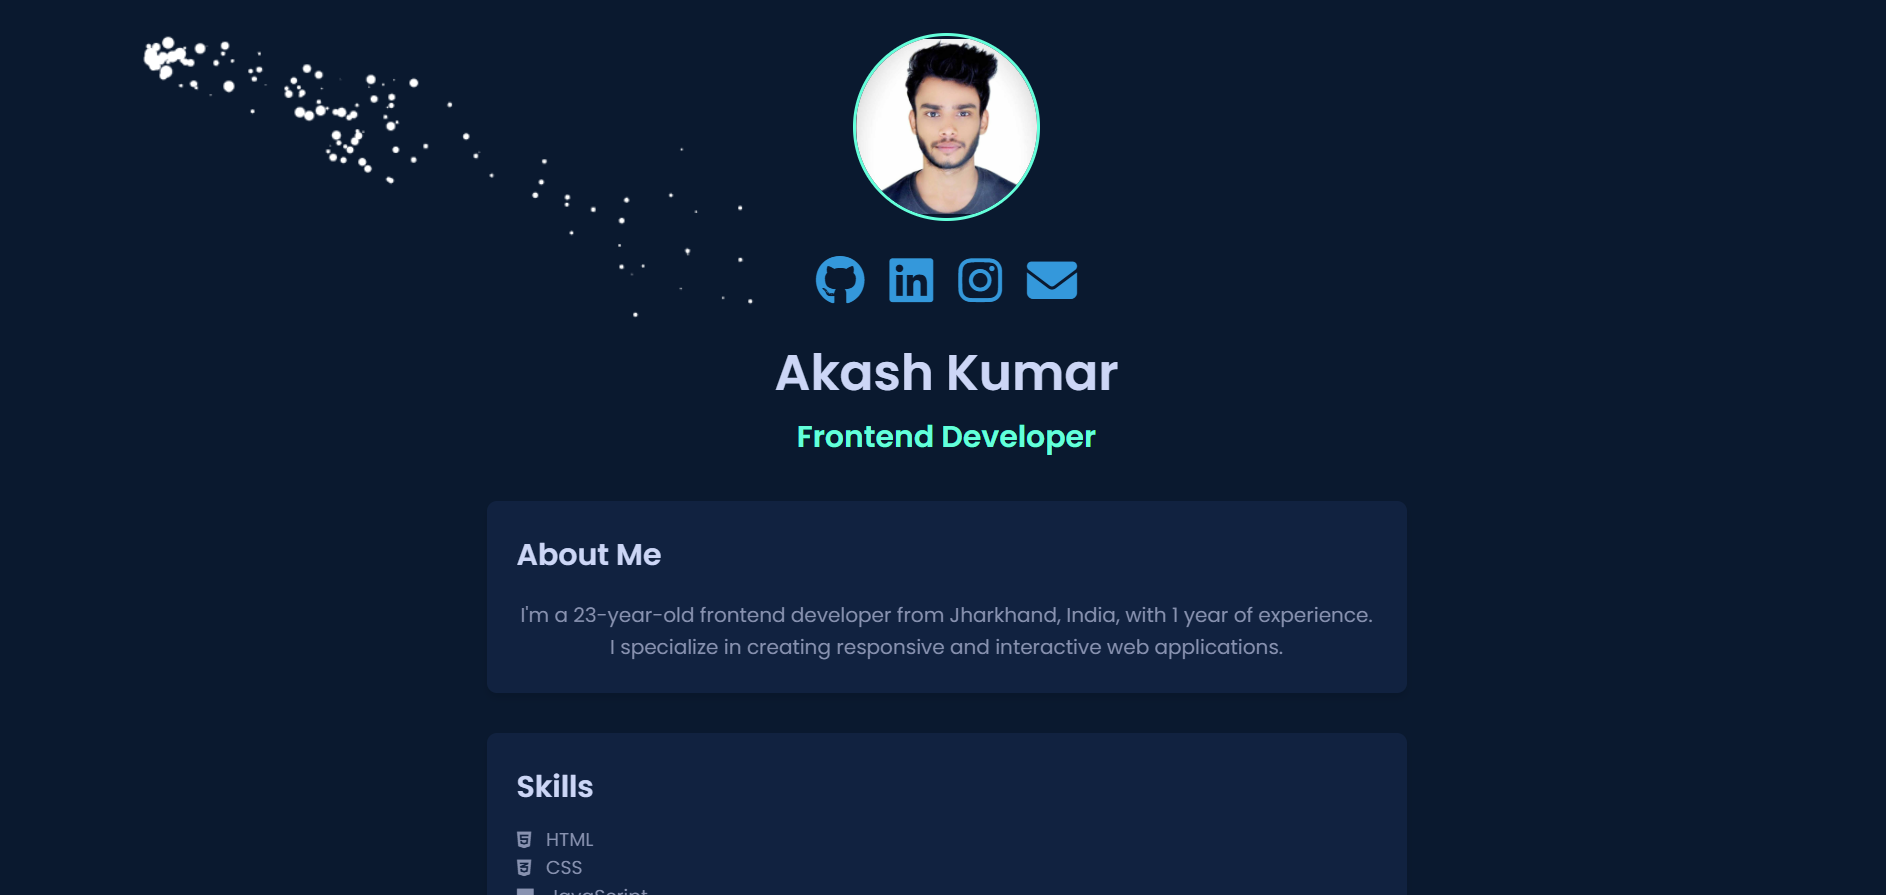 Akash Kumar
Frontend Developer
About Me
I'm a 23-year-old frontend developer from Jharkhand, India, with 1 year of experience.
I specialize in creating responsive and interactive web applications.
Skills
HTML
CSS
JavaScript